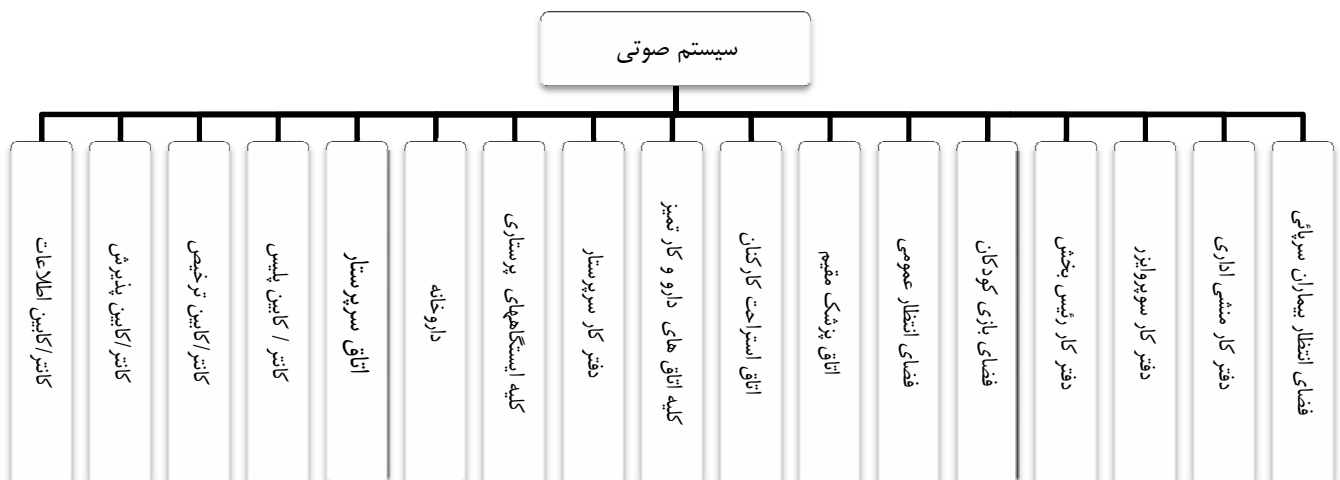 سیستم صوتی
فضای انتظار بیماران سرپائی
دفتر کار منشی اداری
دفتر کار سوپروایزر
دفتر کار رئیس بخش
فضای بازی کودکان
فضای انتظار عمومی
اتاق پزشک مقیم
اتاق استراحت کارکنان
کلیه اتاق های دارو و کار تمیز
دفتر کار سرپرستار
کلیه ایستگاههای پرستاری
داروخانه
اتاق سرپرستار
کانتر / کابین پلیس
کانتر/کابین ترخیص
کانتر/کابین پذیرش
کانتر/کابین اطلاعات